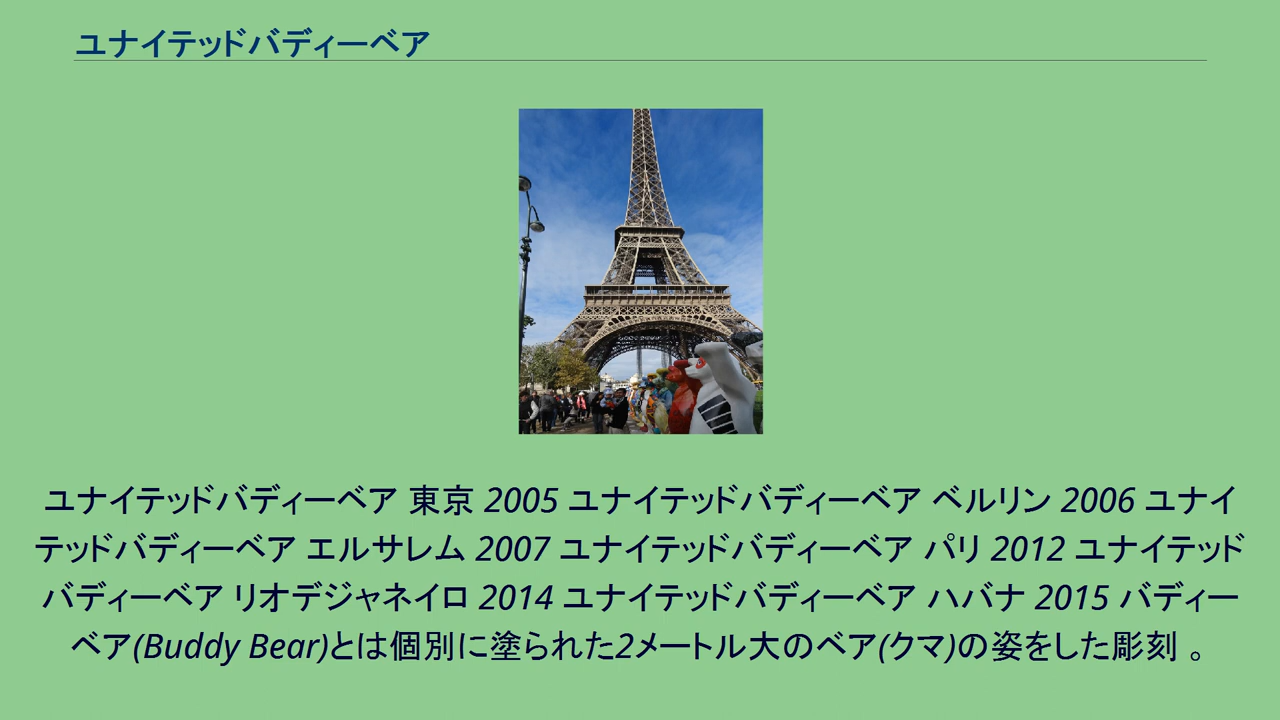 ユナイテッドバディーベア
ユナイテッドバディーベア 東京 2005 ユナイテッドバディーベア ベルリン 2006 ユナイ
テッドバディーベア エルサレム 2007 ユナイテッドバディーベア パリ 2012 ユナイテッド
バディーベア リオデジャネイロ 2014 ユナイテッドバディーベア ハバナ 2015 バディー
ベア(Buddy Bear)とは個別に塗られた2メートル大のベア(クマ)の姿をした彫刻 。